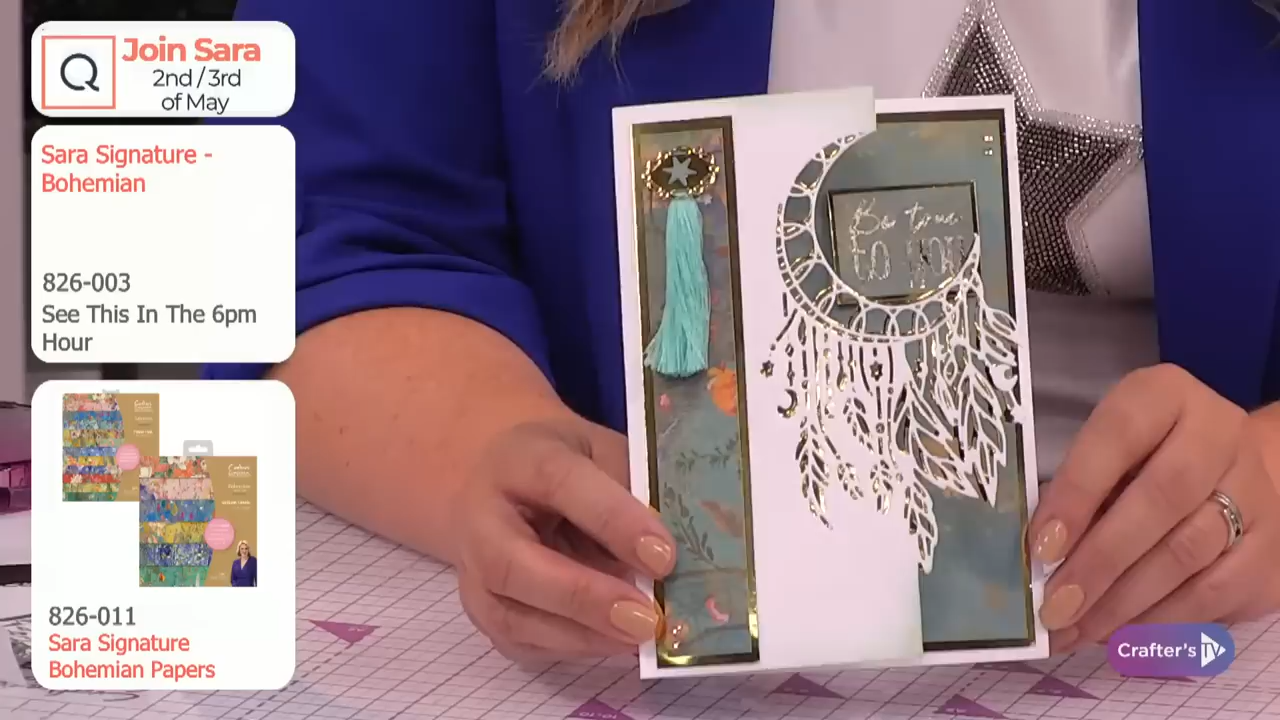 Q
Join Sara
2nd / 3rd
of May
Sara Signature -
Bohemian
826-003
See This In The 6pm
Hour
826-011
Sara Signature
Bohemian Papers
Be true
to you
Crafter's TV